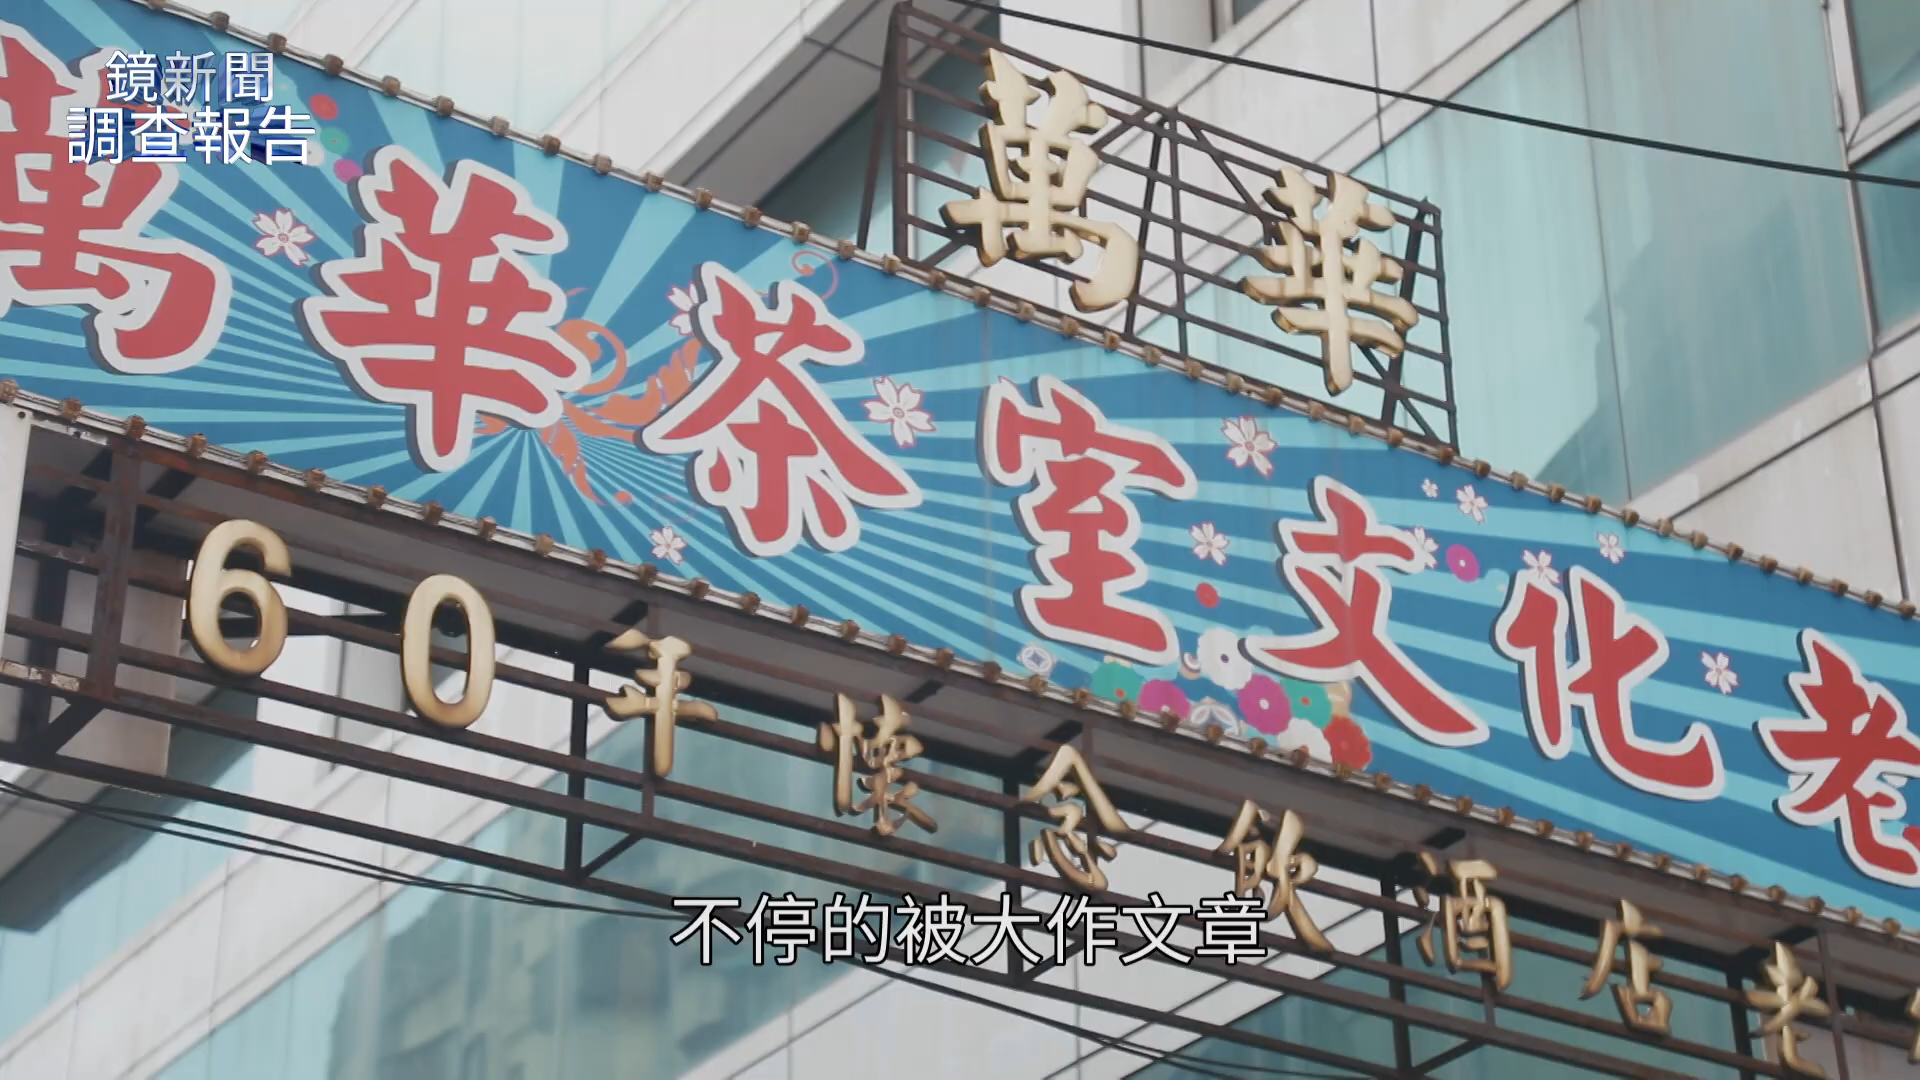 鏡新聞
調查報告
萬華
萬華茶室文化老
60年懷念飲酒店老
不停的被大作文章